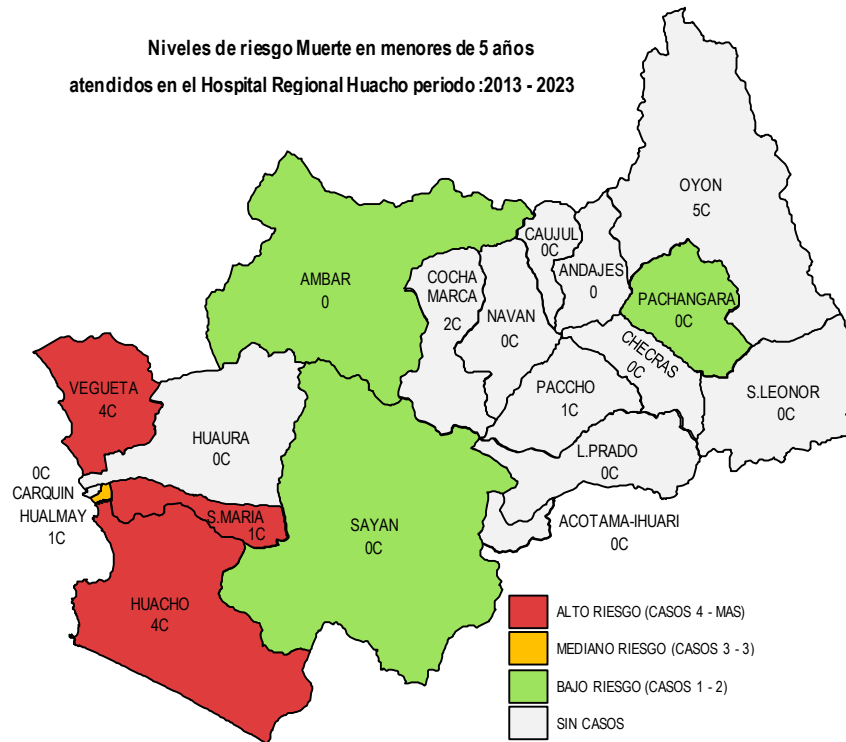 Niveles de riesgo Muerte en menores de 5 años
atendidos en el Hospital Regional Huacho periodo :2013 - 2023
OYON
5C
CAUJUL
0C
ANDAJES
0
AMBAR
0
COCHA
MARCA
2C
NAVAN
0C
PACHANGARA
0C
CHECRAS
0C
VEGUETA
4C
PACCHO
1C
S.LEONOR
0C
HUAURA
0C
L.PRADO
0C
0C
CARQUIN
HUALMAY
1C
S.MARIA
1C
SAYAN
0C
ACOTAMA-IHUARI
0C
HUACHO
4C
ALTO RIESGO (CASOS 4 - MAS)
MEDIANO RIESGO (CASOS 3 - 3)
BAJO RIESGO (CASOS 1 - 2)
SIN CASOS